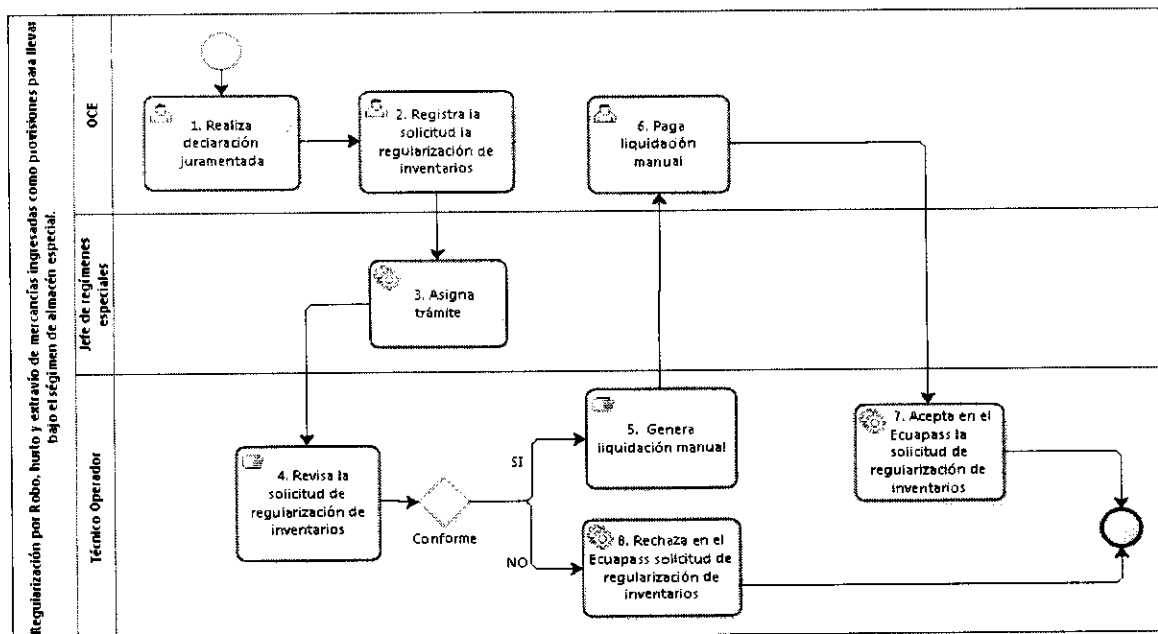 Regularización por Robo, hurto y extravío de mercancías ingresadas como provisiones para llevar
bajo el ségimen de almacén especial.
OCE
1. Realiza
declaración
juramentada
2. Registra la
solicitud la
regularización de
inventarios
6. Paga
liquidación
manual
Jefe de regímenes
especiales
3. Asigna
trámite
Técnico Operador
4. Revisa la
solicitud de
regularización de
inventarios
Conforme
SI
NO
5. Genera
liquidación manual
8. Rechaza en el
Ecuapass solicitud de
regularización de
inventarios
7. Acepta en el
Ecuapass la
solicitud de
regularización de
inventarios